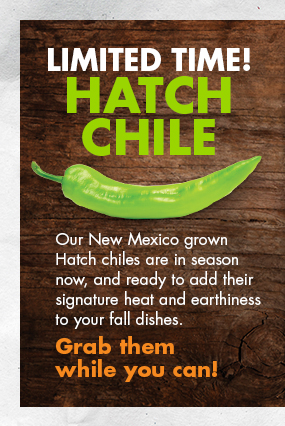 LIMITED TIME!
HATCH
CHILE
Our New Mexico grown
Hatch chiles are in season
now, and ready to add their
signature heat and earthiness
to your fall dishes.
Grab them
while you can!